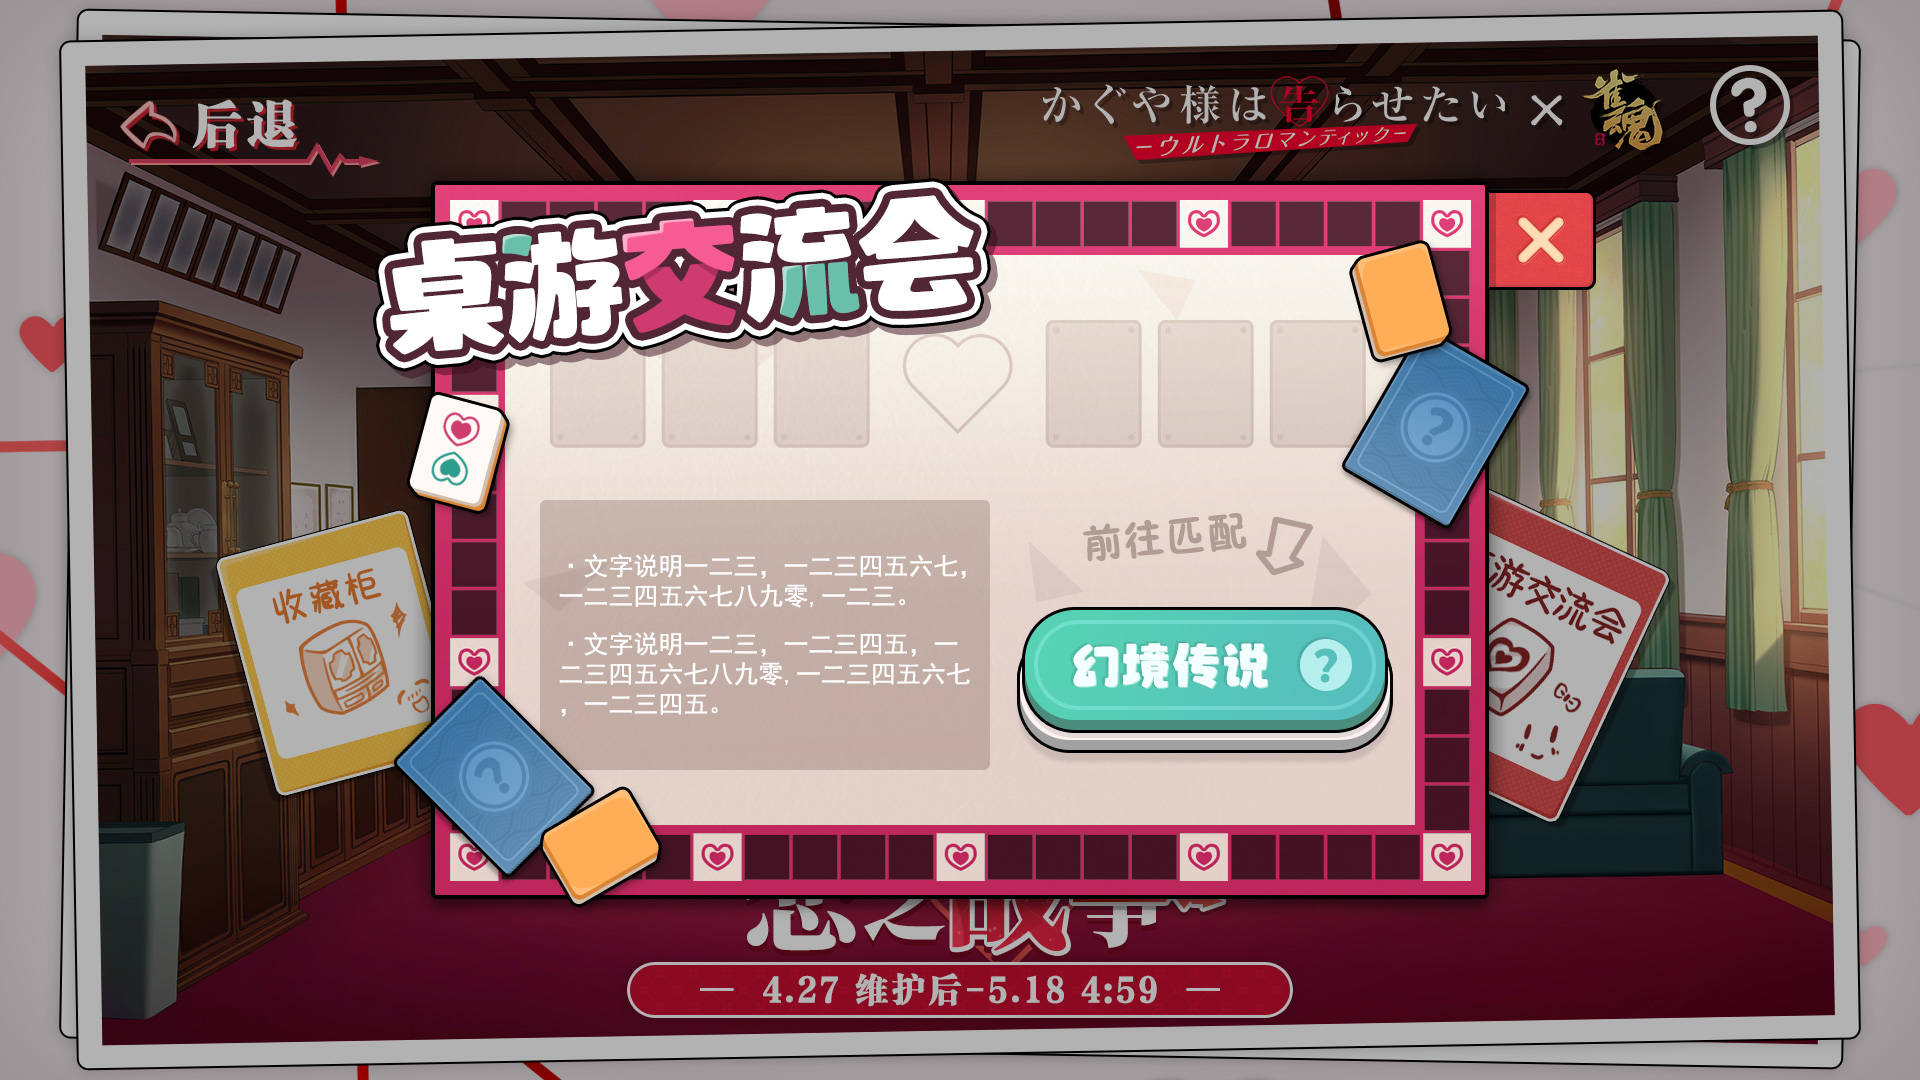 后退
かぐや様は告らせたい × 雀魂
－ウルトラロマンティック－
?
桌游交流会
?
前往匹配
·文字说明一二三，一二三四五六七，
一二三四五六七八九零，一二三。
·文字说明一二三，一二三四五，一
二三四五六七八九零，一二三四五六七
，一二三四五。
幻境传说 ?
收藏柜
游交流会
?
恋之故事
— 4.27 维护后-5.18 4:59 —